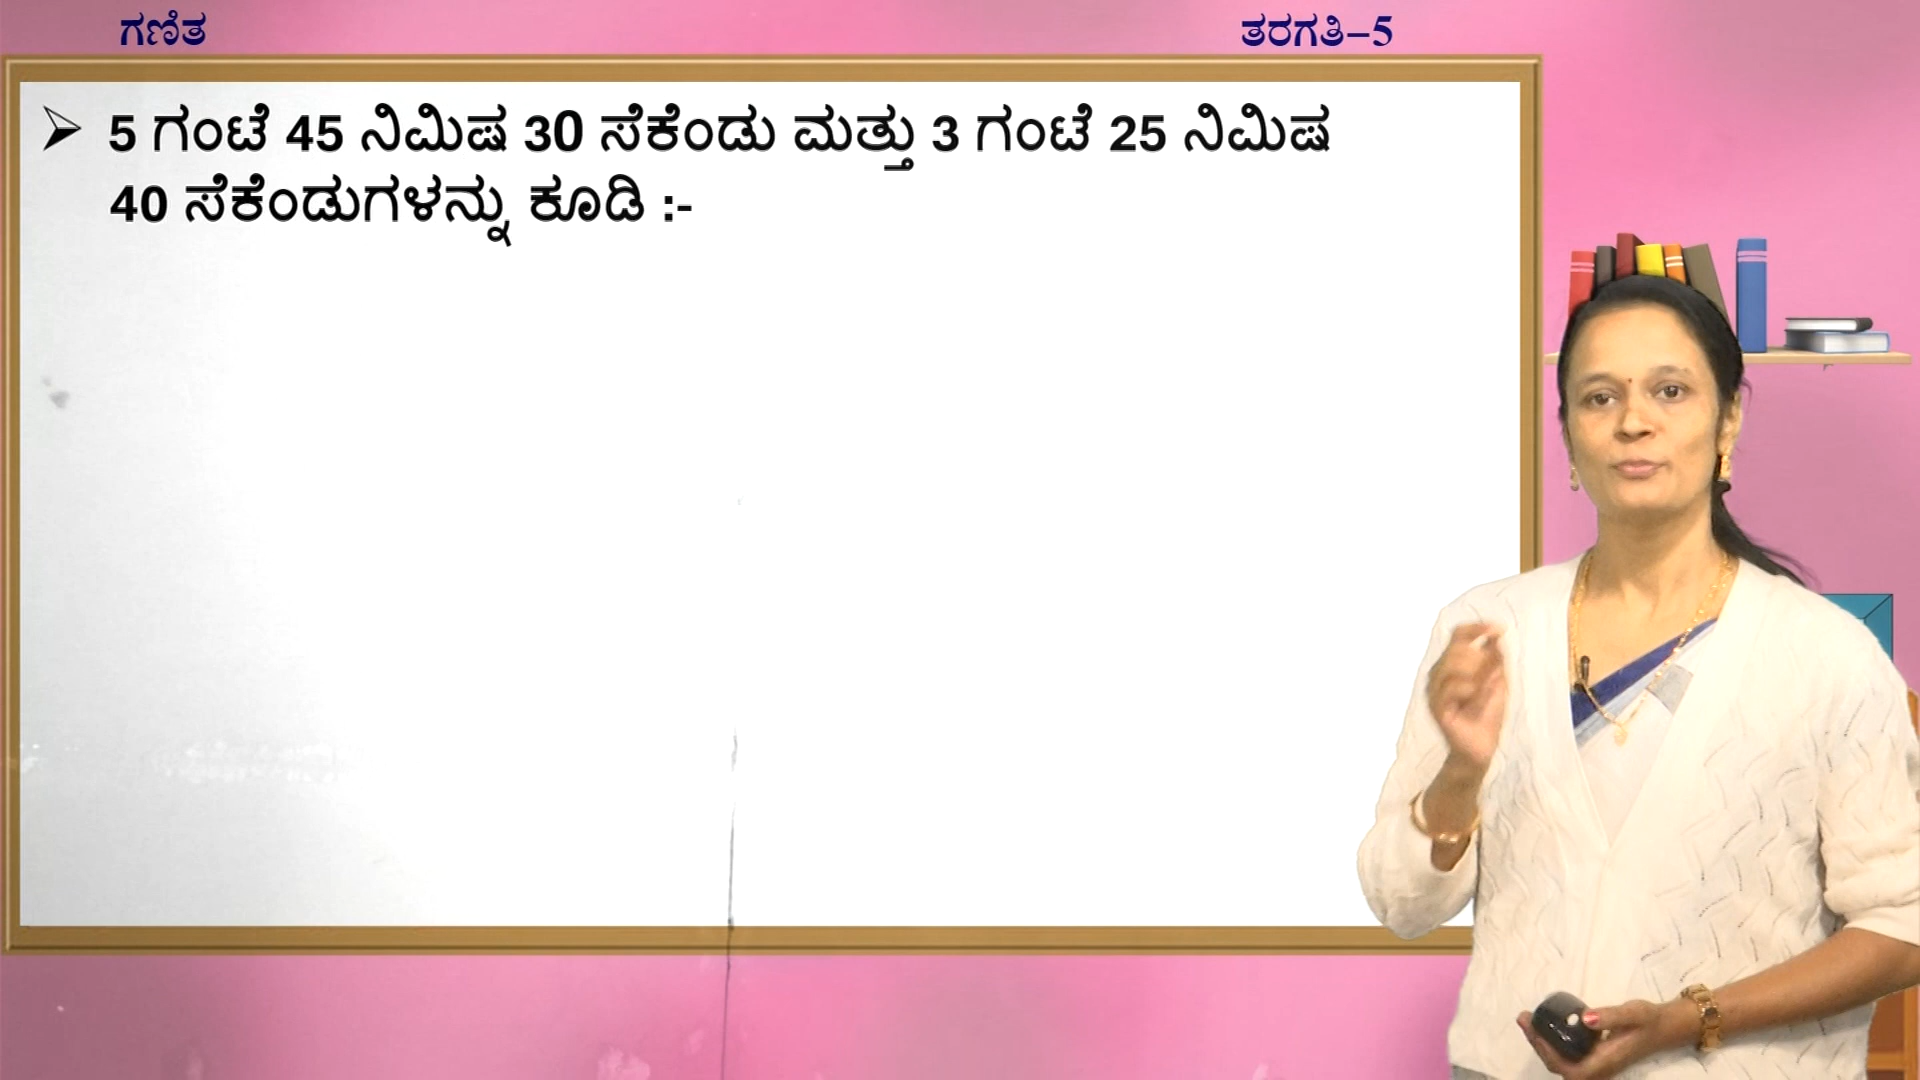 ಗಣಿತ
ತರಗತಿ–5
➢ 5 ಗಂಟೆ 45 ನಿಮಿಷ 30 ಸೆಕೆಂಡು ಮತ್ತು 3 ಗಂಟೆ 25 ನಿಮಿಷ
40 ಸೆಕೆಂಡುಗಳನ್ನು ಕೂಡಿ :-